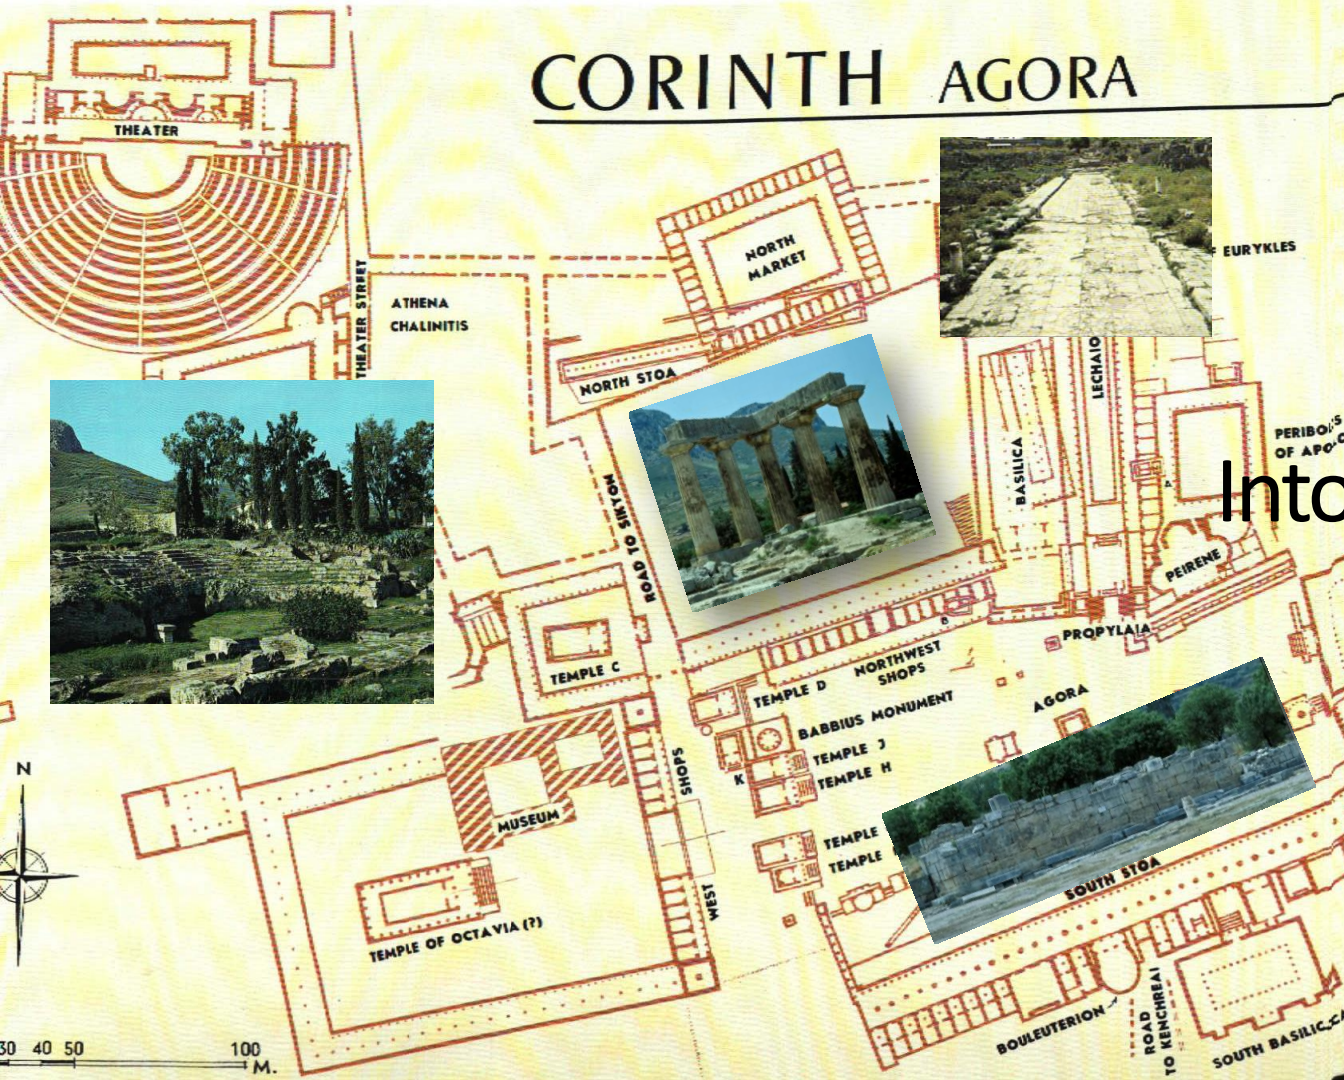 CORINTH AGORA
THEATER
NORTH
MARKET
EURYKLES
THEATER STREET
ATHENA
CHALINITIS
NORTH STOA
LECHAIO
BASILICA
ROAD TO SIKYON
OF APO
Into
PEIRENE
PROPYLAIA
TEMPLE C
NORTHWEST
SHOPS
TEMPLE D
B
A
AGORA
BABBIUS MONUMENT
TEMPLE J
TEMPLE H
K
N
SHOPS
MUSEUM
TEMPLE
TEMPLE
SOUTH STOA
WEST
TEMPLE OF OCTAVIA (?)
BOULEUTERION
ROAD
TO KENCHREAI
SOUTH BASILIC
30 40 50 100
M.